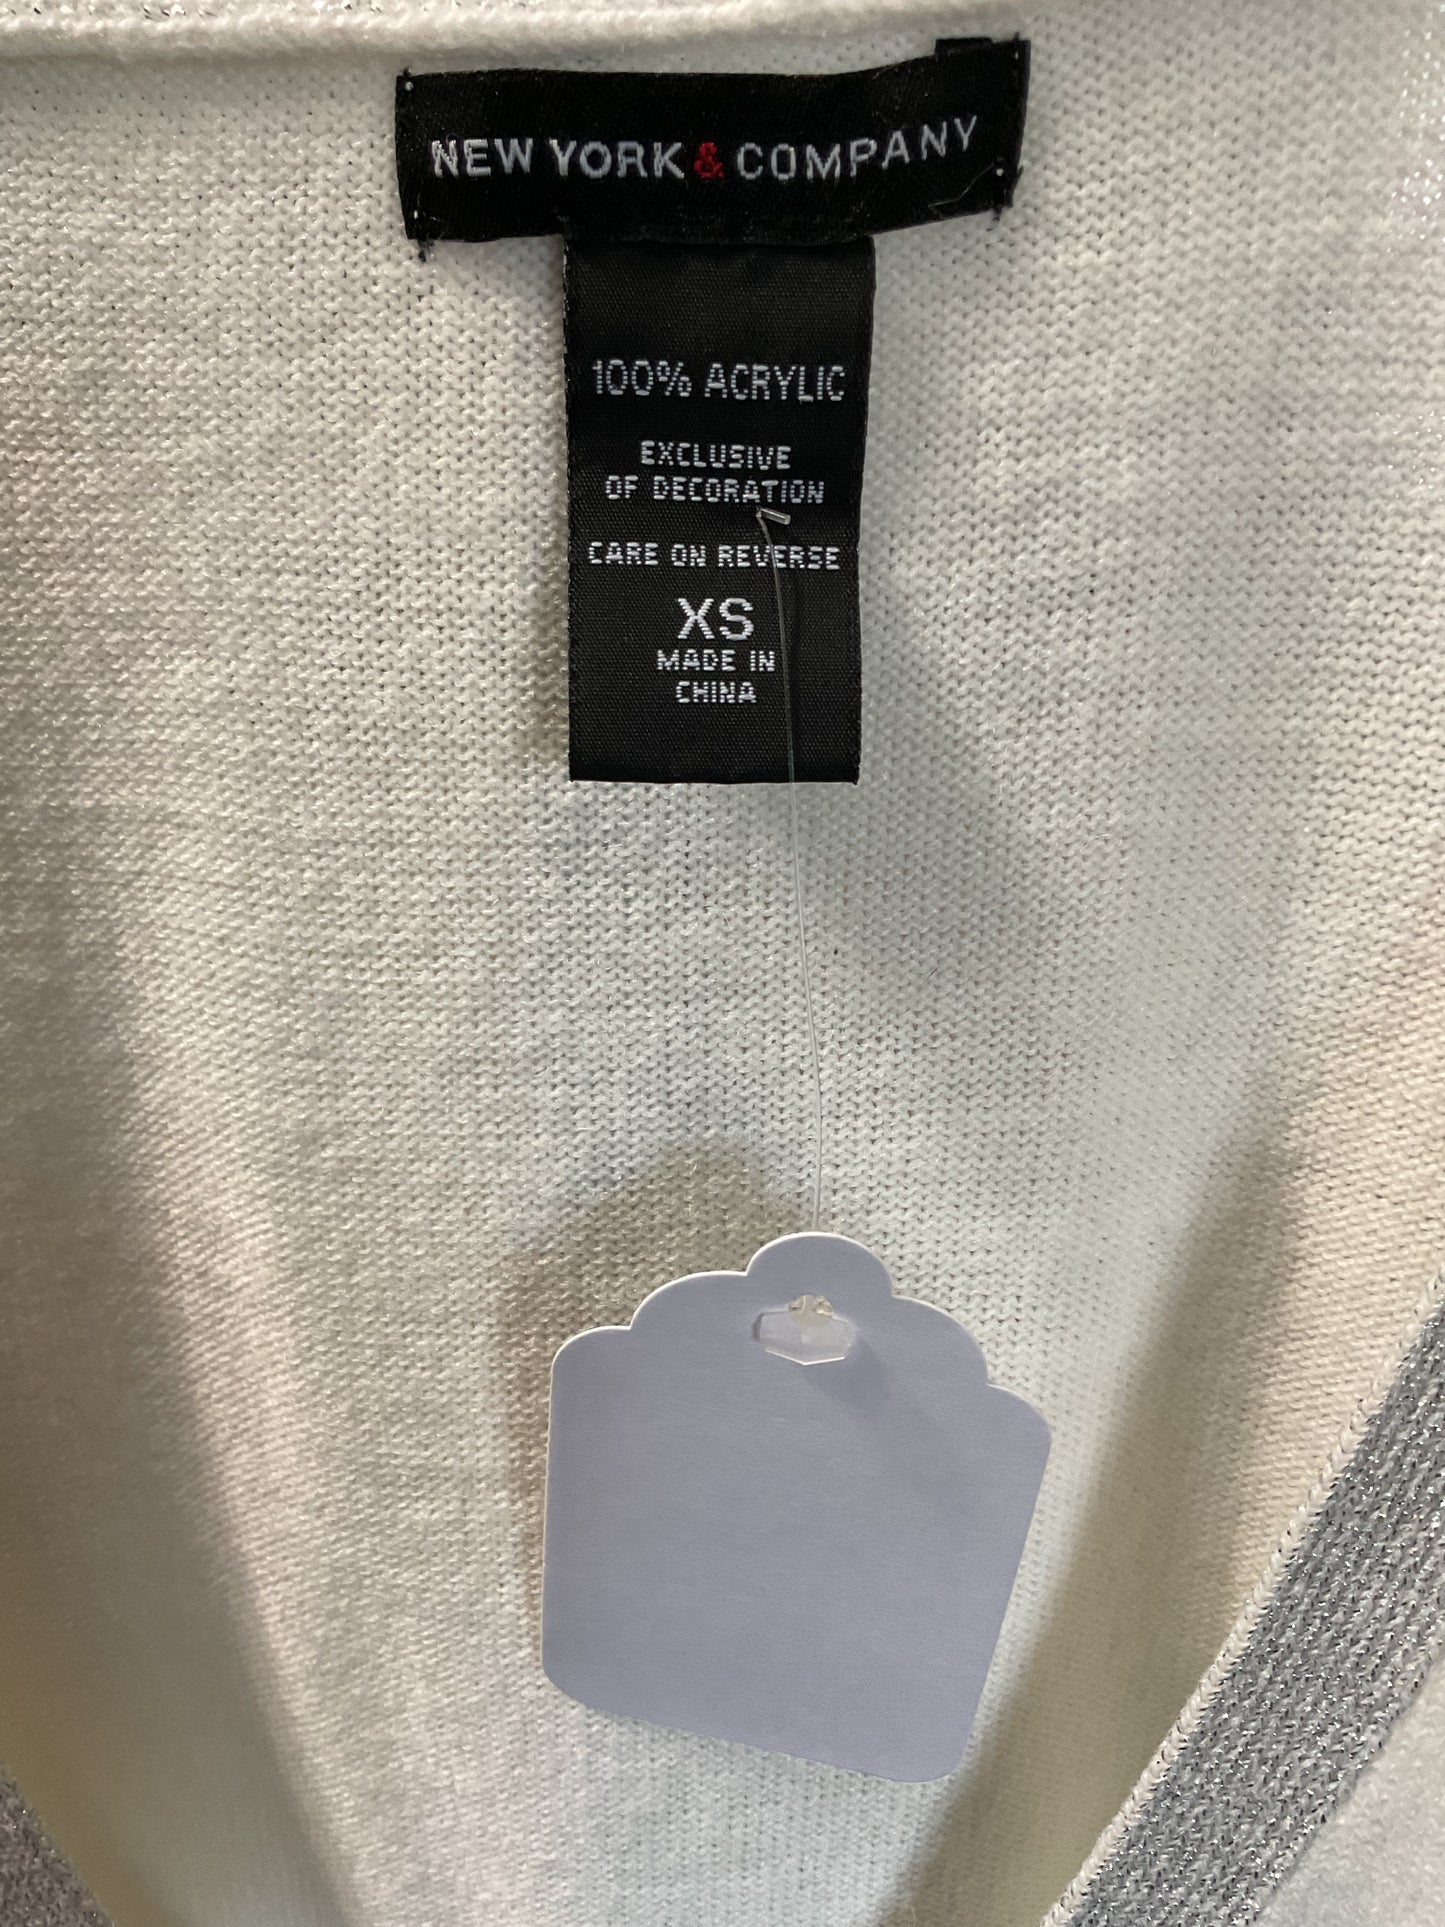 NEW YORK & COMPANY
100% ACRYLIC
EXCLUSIVE
OF DECORATION
CARE ON REVERSE
XS
MADE IN
CHINA